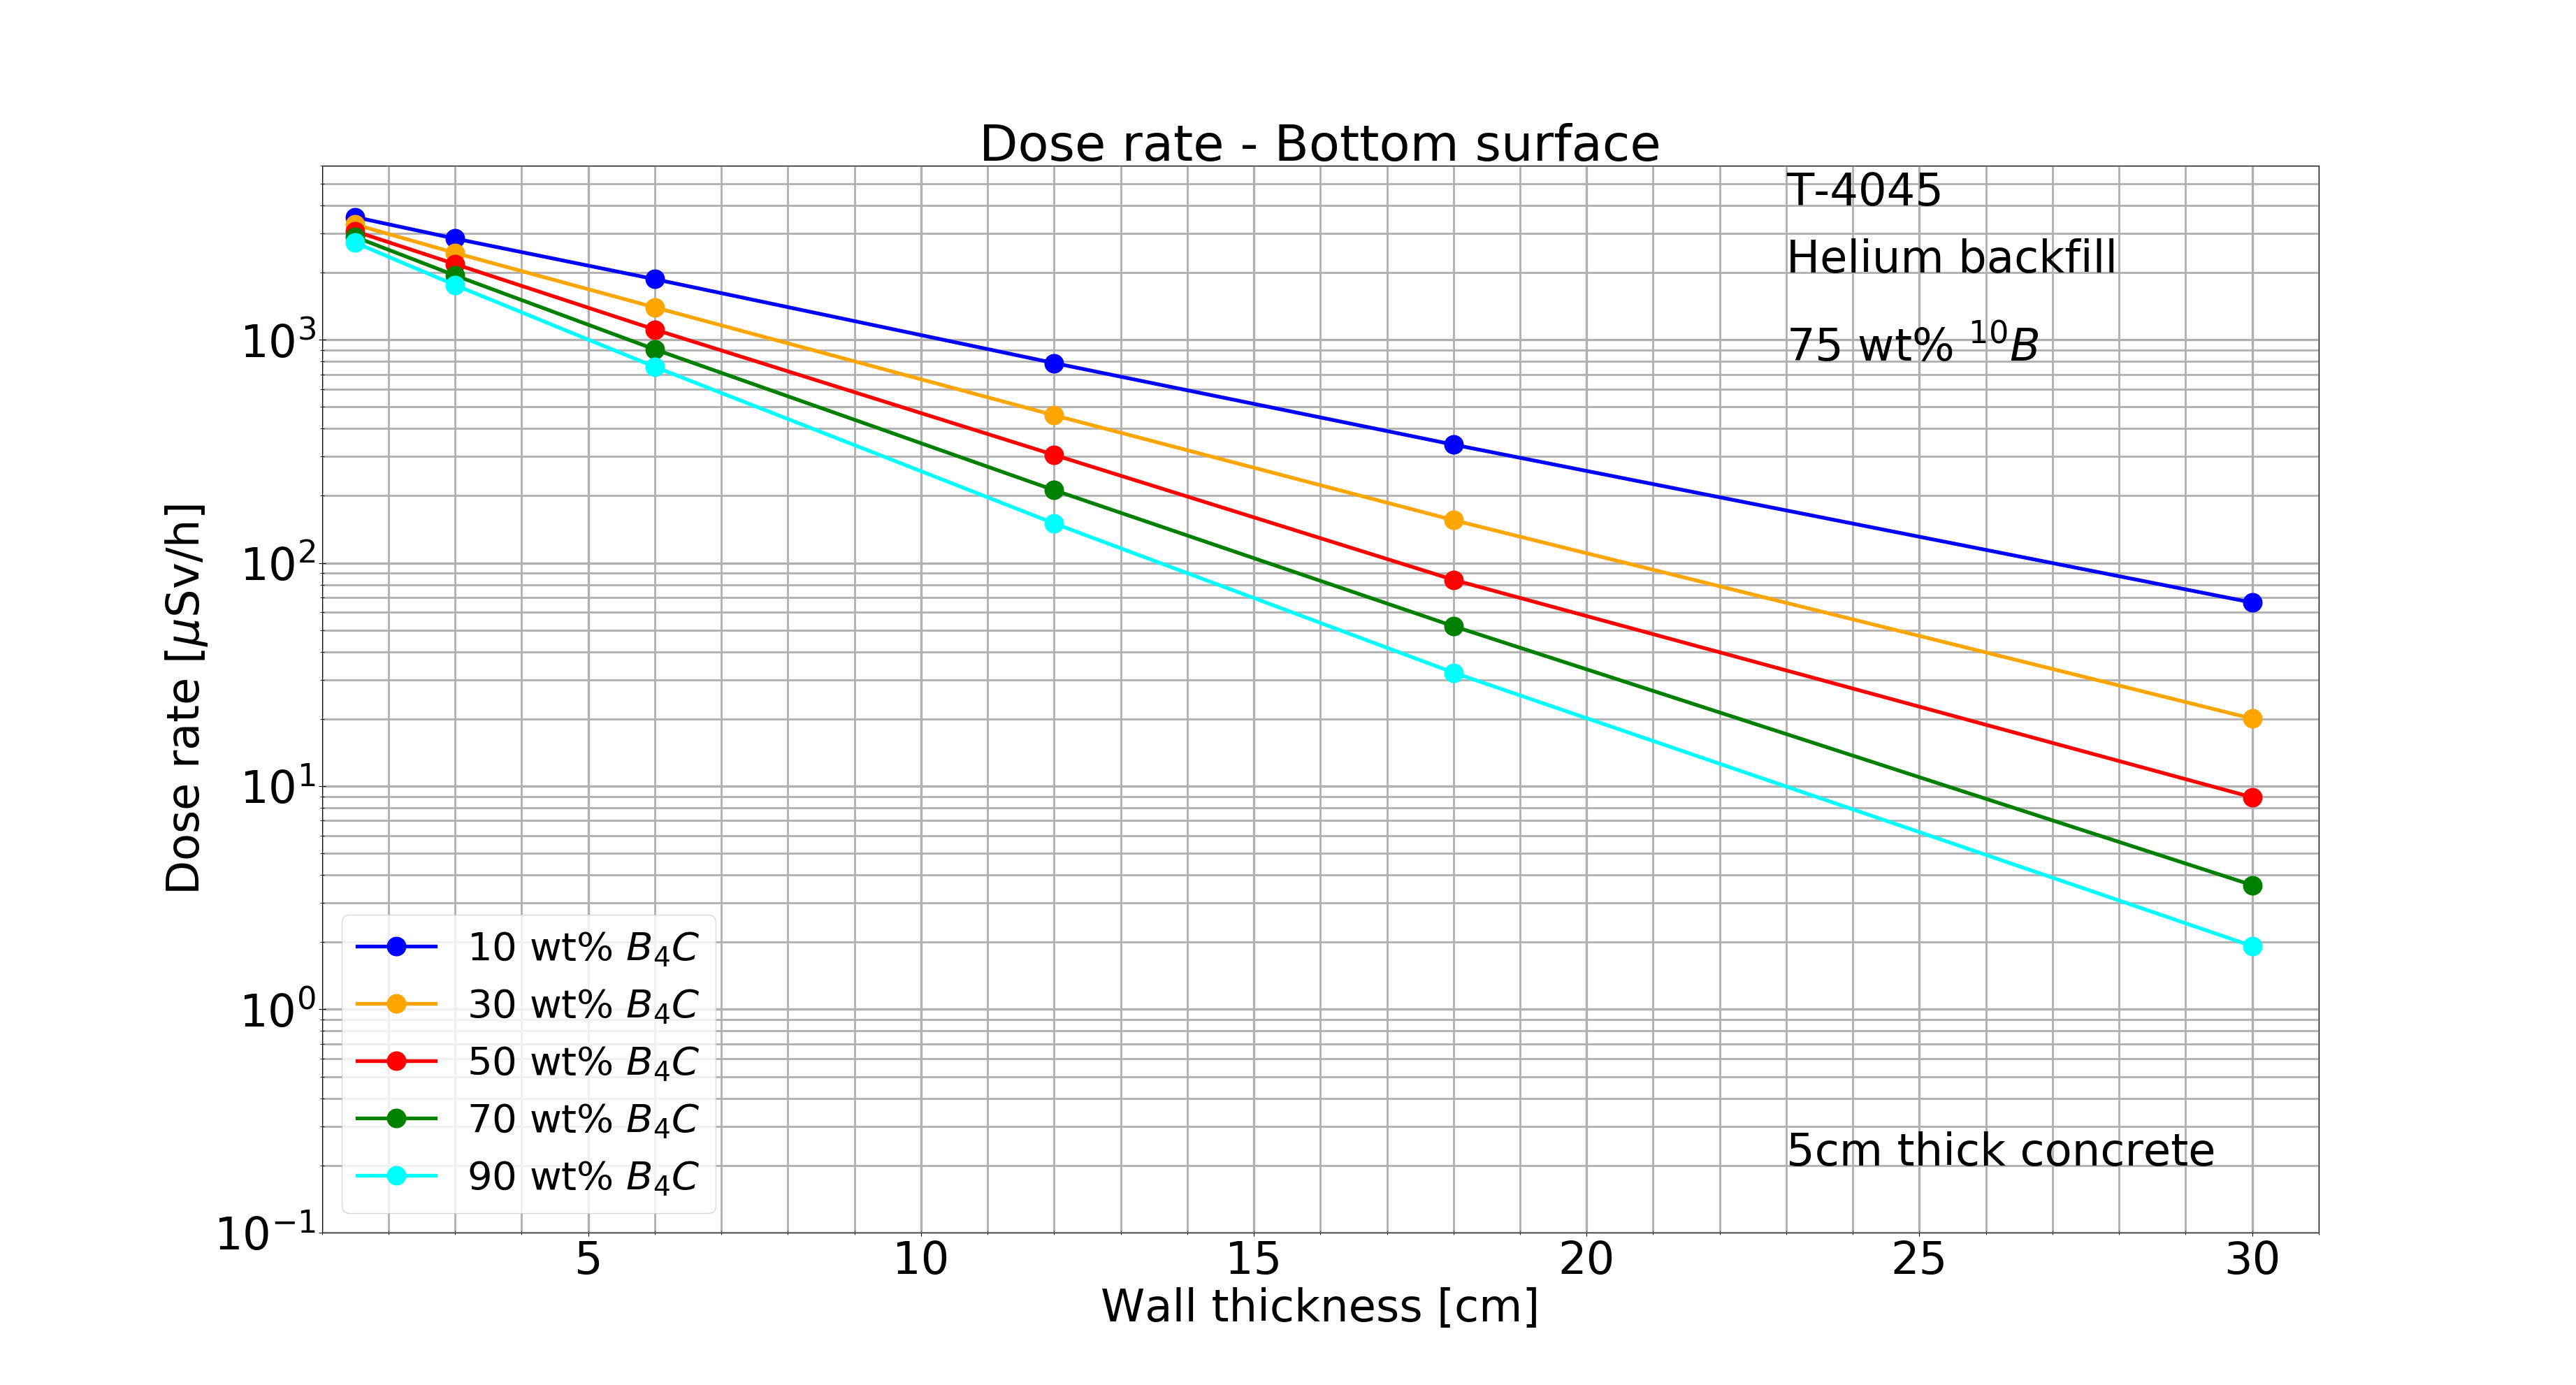 Dose rate - Bottom surface
T-4045
Helium backfill
75 wt% ¹⁰B
Dose rate [μSv/h]
10³
10²
10¹
10⁰
10⁻¹
10 wt% B₄C
30 wt% B₄C
50 wt% B₄C
70 wt% B₄C
90 wt% B₄C
5cm thick concrete
5 10 15 20 25 30
Wall thickness [cm]